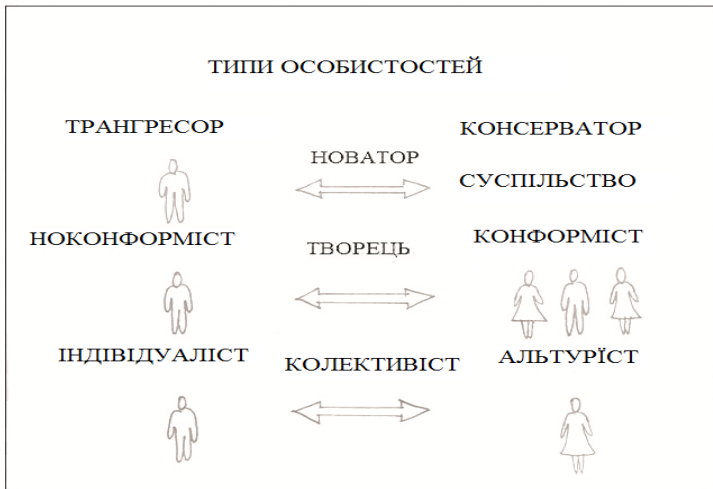 ТИПИ ОСОБИСТОСТЕЙ
ТРАНГРЕСОР
КОНСЕРВАТОР
НОВАТОР
СУСПІЛЬСТВО
НОКОНФОРМІСТ
ТВОРЕЦЬ
КОНФОРМІСТ
ІНДІВІДУАЛІСТ
КОЛЕКТИВІСТ
АЛЬТУРЇСТ